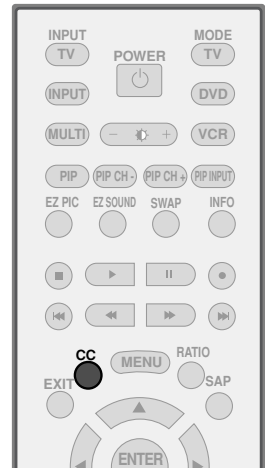 INPUT MODE
TV POWER TV
INPUT DVD
MULTI - + VCR
PIP PIP CH - PIP CH + PIP INPUT
EZ PIC EZ SOUND SWAP INFO
CC MENU RATIO
EXIT SAP
ENTER